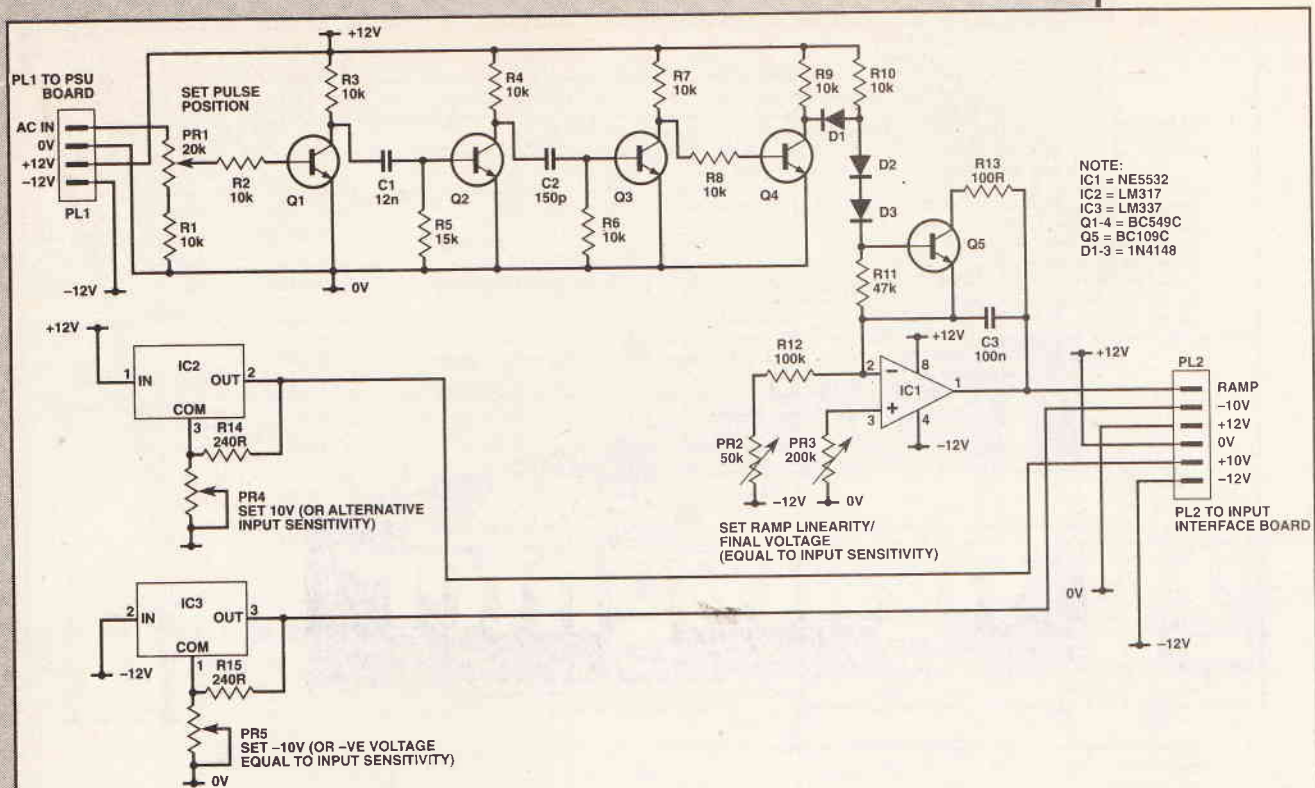 +12V
PL1 TO PSU
BOARD
AC IN
0V
+12V
-12V
PL1
SET PULSE
POSITION
PR1
20k
R1
10k
-12V
R2
10k
Q1
R3
10k
C1
12n
R5
15k
R4
10k
Q2
C2
150p
R6
10k
R7
10k
Q3
R8
10k
R9
10k
Q4
R10
10k
D1
D2
D3
R11
47k
Q5
R13
100R
C3
100n
0V
NOTE:
IC1 = NE5532
IC2 = LM317
IC3 = LM337
Q1-4 = BC549C
Q5 = BC109C
D1-3 = 1N4148
+12V
1
IN
IC2
OUT
2
COM
3
R14
240R
PR4
SET 10V (OR ALTERNATIVE
INPUT SENSITIVITY)
R12
100k
2
3
+12V
8
IC1
1
4
-12V
PR2
50k
PR3
200k
-12V
0V
SET RAMP LINEARITY/
FINAL VOLTAGE
(EQUAL TO INPUT SENSITIVITY)
+12V
PL2
RAMP
-10V
+12V
0V
+10V
-12V
PL2 TO INPUT
INTERFACE BOARD
0V
-12V
2
IN
IC3
OUT
3
COM
1
-12V
R15
240R
PR5
SET -10V (OR -VE VOLTAGE
EQUAL TO INPUT SENSITIVITY)
0V